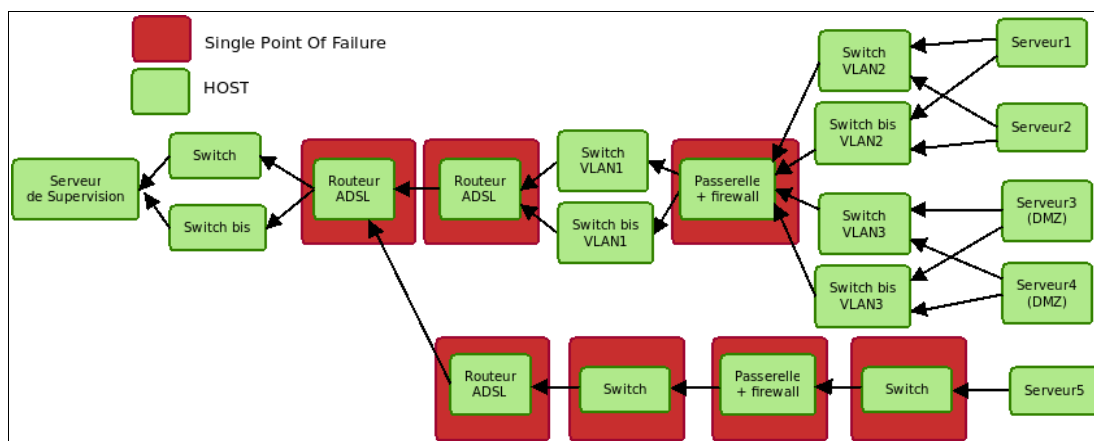 Single Point Of Failure
HOST
Serveur
de Supervision
Switch
Switch bis
Routeur
ADSL
Routeur
ADSL
Switch
VLAN1
Switch bis
VLAN1
Passerelle
+ firewall
Switch
VLAN2
Switch bis
VLAN2
Switch
VLAN3
Switch bis
VLAN3
Serveur1
Serveur2
Serveur3
(DMZ)
Serveur4
(DMZ)
Routeur
ADSL
Switch
Passerelle
+ firewall
Switch
Serveur5